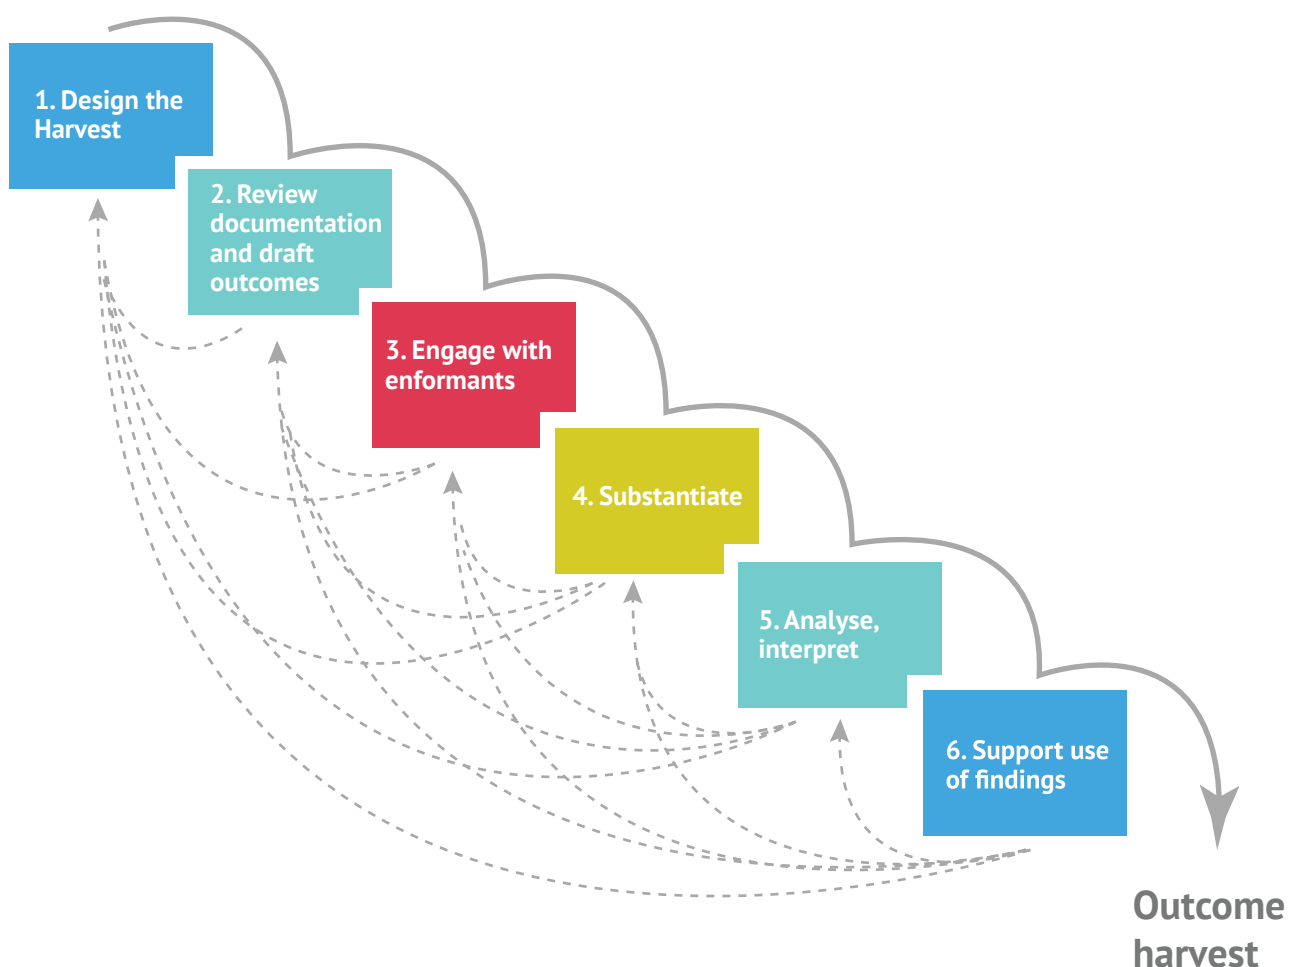 1. Design the
Harvest
2. Review
documentation
and draft
outcomes
3. Engage with
enformants
4. Substantiate
5. Analyse,
interpret
6. Support use
of findings
Outcome
harvest